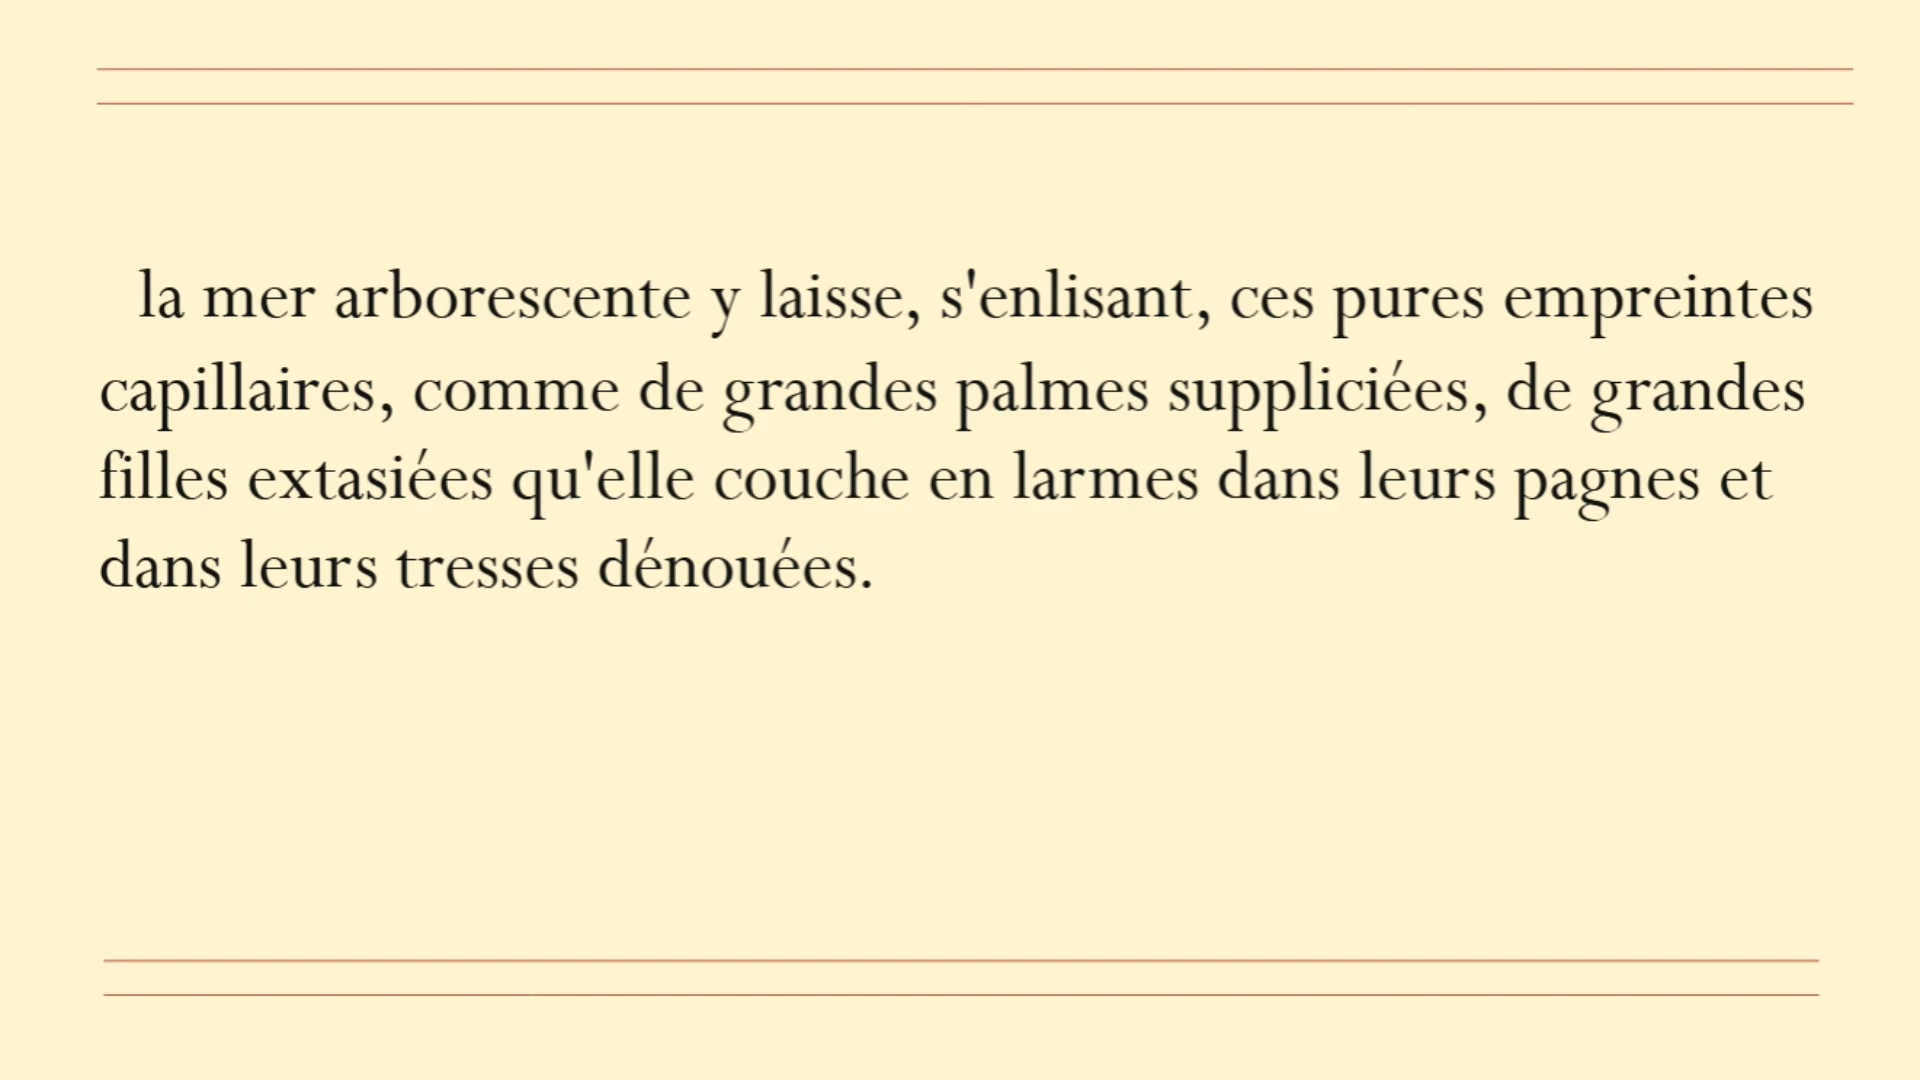 la mer arborescente y laisse, s'enlisant, ces pures empreintes
capillaires, comme de grandes palmes suppliciées, de grandes
filles extasiées qu'elle couche en larmes dans leurs pagnes et
dans leurs tresses dénouées.